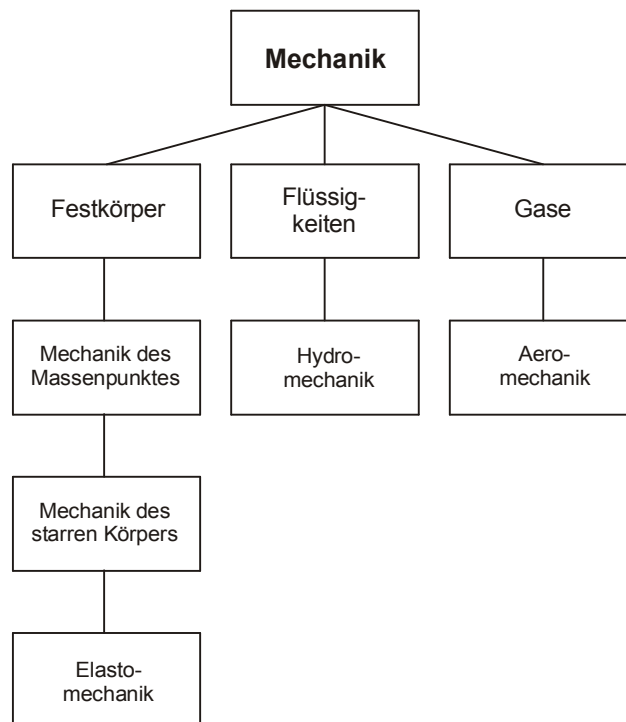 Mechanik
Festkörper
Flüssig-
keiten
Gase
Mechanik des
Massenpunktes
Hydro-
mechanik
Aero-
mechanik
Mechanik des
starren Körpers
Elasto-
mechanik